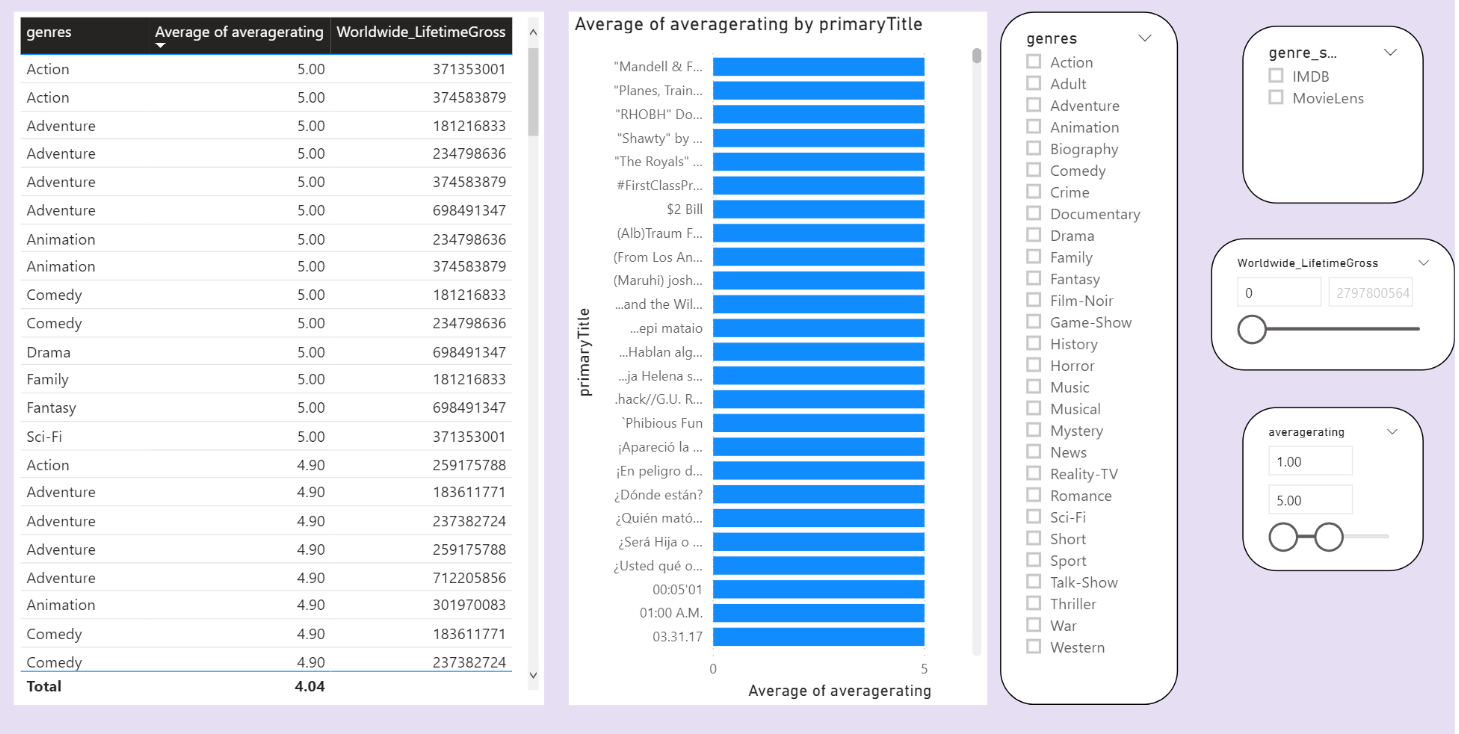 genres Average of averagerating Worldwide_LifetimeGross
Action 5.00 371353001
Action 5.00 374583879
Adventure 5.00 181216833
Adventure 5.00 234798636
Adventure 5.00 374583879
Adventure 5.00 698491347
Animation 5.00 234798636
Animation 5.00 374583879
Comedy 5.00 181216833
Comedy 5.00 234798636
Drama 5.00 698491347
Family 5.00 181216833
Fantasy 5.00 698491347
Sci-Fi 5.00 371353001
Action 4.90 259175788
Adventure 4.90 183611771
Adventure 4.90 237382724
Adventure 4.90 259175788
Adventure 4.90 712205856
Animation 4.90 301970083
Comedy 4.90 183611771
Comedy 4.90 237382724
Total 4.04
Average of averagerating by primaryTitle
primaryTitle
"Mandell & F...
"Planes, Train...
"RHOBH" Do...
"Shawty" by ...
"The Royals" ...
#FirstClassPr...
$2 Bill
(Alb)Traum F...
(From Los An...
(Maruhi) josh...
...and the Wil...
...epi mataio
...Hablan alg...
...ja Helena s...
.hack//G.U. R...
`Phibious Fun
¡Apareció la ...
¡En peligro d...
¿Dónde están?
¿Quién mató...
¿Será Hija o ...
¿Usted qué o...
00:05'01
01:00 A.M.
03.31.17
0 5
Average of averagerating
genres
Action
Adult
Adventure
Animation
Biography
Comedy
Crime
Documentary
Drama
Family
Fantasy
Film-Noir
Game-Show
History
Horror
Music
Musical
Mystery
News
Reality-TV
Romance
Sci-Fi
Short
Sport
Talk-Show
Thriller
War
Western
genre_s...
IMDB
MovieLens
Worldwide_LifetimeGross
0 2797800564
averagerating
1.00
5.00